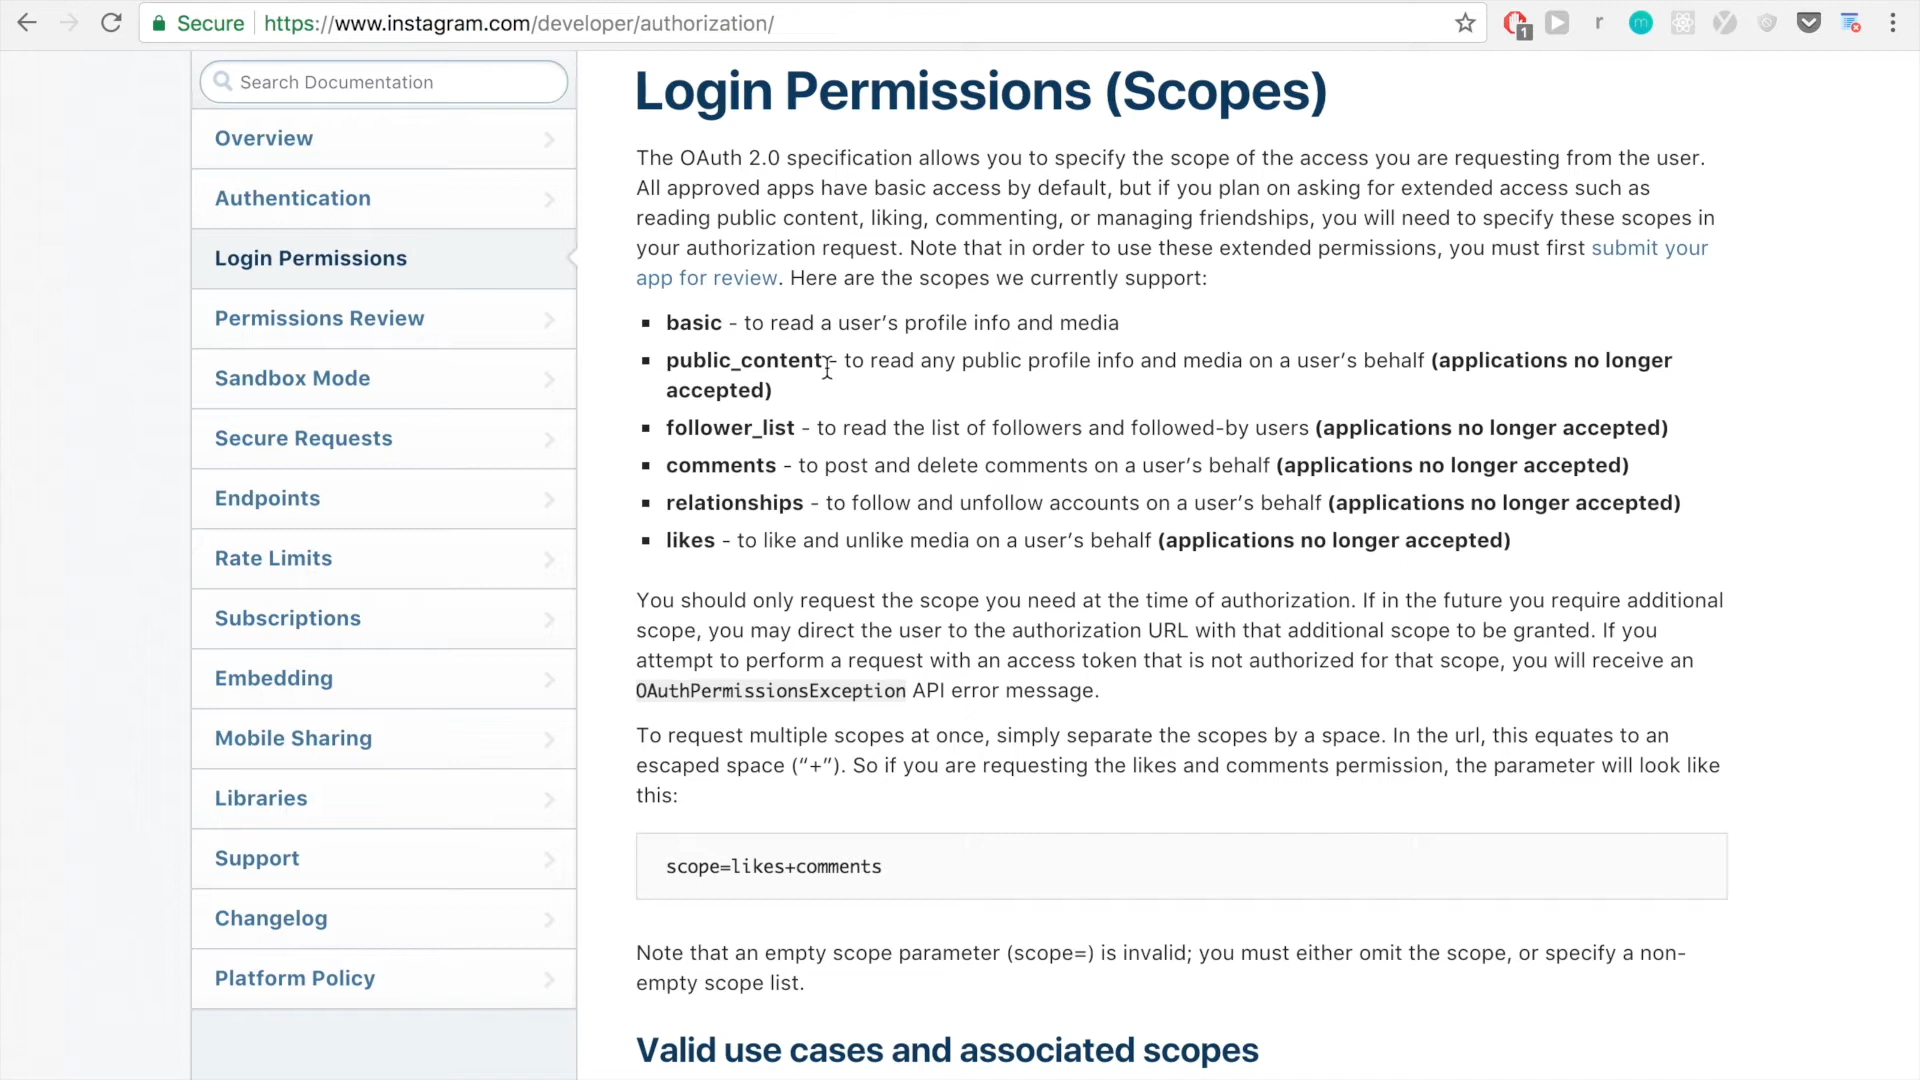 Secure https://www.instagram.com/developer/authorization/
1
r
m
Search Documentation
Overview
Authentication
Login Permissions
Permissions Review
Sandbox Mode
Secure Requests
Endpoints
Rate Limits
Subscriptions
Embedding
Mobile Sharing
Libraries
Support
Changelog
Platform Policy
Login Permissions (Scopes)
The OAuth 2.0 specification allows you to specify the scope of the access you are requesting from the user.
All approved apps have basic access by default, but if you plan on asking for extended access such as
reading public content, liking, commenting, or managing friendships, you will need to specify these scopes in
your authorization request. Note that in order to use these extended permissions, you must first submit your
app for review. Here are the scopes we currently support:
▪ basic - to read a user’s profile info and media
▪ public_content - to read any public profile info and media on a user’s behalf (applications no longer
accepted)
▪ follower_list - to read the list of followers and followed-by users (applications no longer accepted)
▪ comments - to post and delete comments on a user’s behalf (applications no longer accepted)
▪ relationships - to follow and unfollow accounts on a user’s behalf (applications no longer accepted)
▪ likes - to like and unlike media on a user’s behalf (applications no longer accepted)
You should only request the scope you need at the time of authorization. If in the future you require additional
scope, you may direct the user to the authorization URL with that additional scope to be granted. If you
attempt to perform a request with an access token that is not authorized for that scope, you will receive an
OAuthPermissionsException API error message.
To request multiple scopes at once, simply separate the scopes by a space. In the url, this equates to an
escaped space (“+”). So if you are requesting the likes and comments permission, the parameter will look like
this:
scope=likes+comments
Note that an empty scope parameter (scope=) is invalid; you must either omit the scope, or specify a non-
empty scope list.
Valid use cases and associated scopes